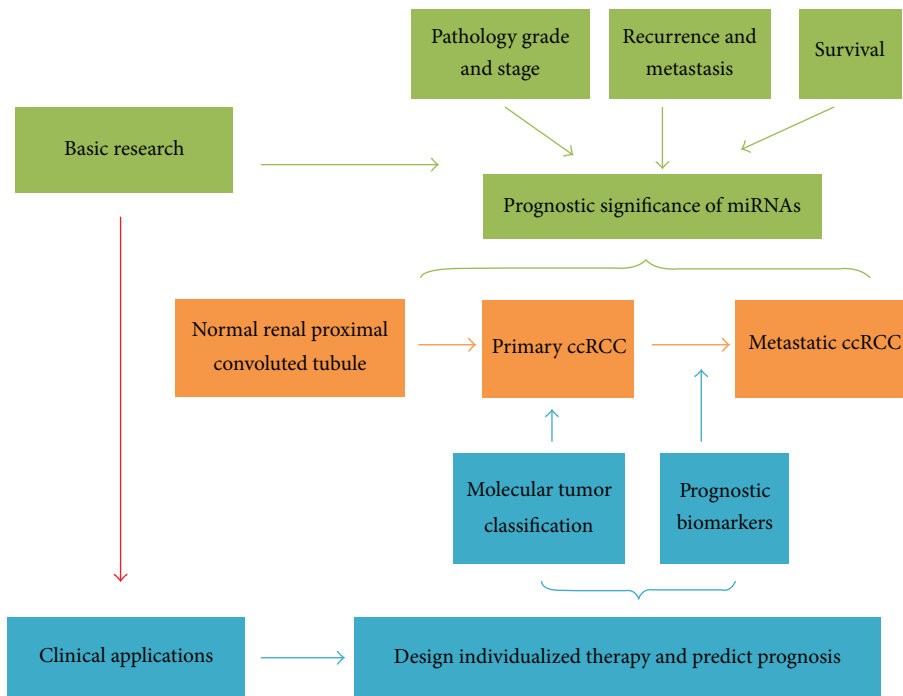 Pathology grade
and stage
Recurrence and
metastasis
Survival
Basic research
Prognostic significance of miRNAs
Normal renal proximal
convoluted tubule
Primary ccRCC
Metastatic ccRCC
Molecular tumor
classification
Prognostic
biomarkers
Clinical applications
Design individualized therapy and predict prognosis